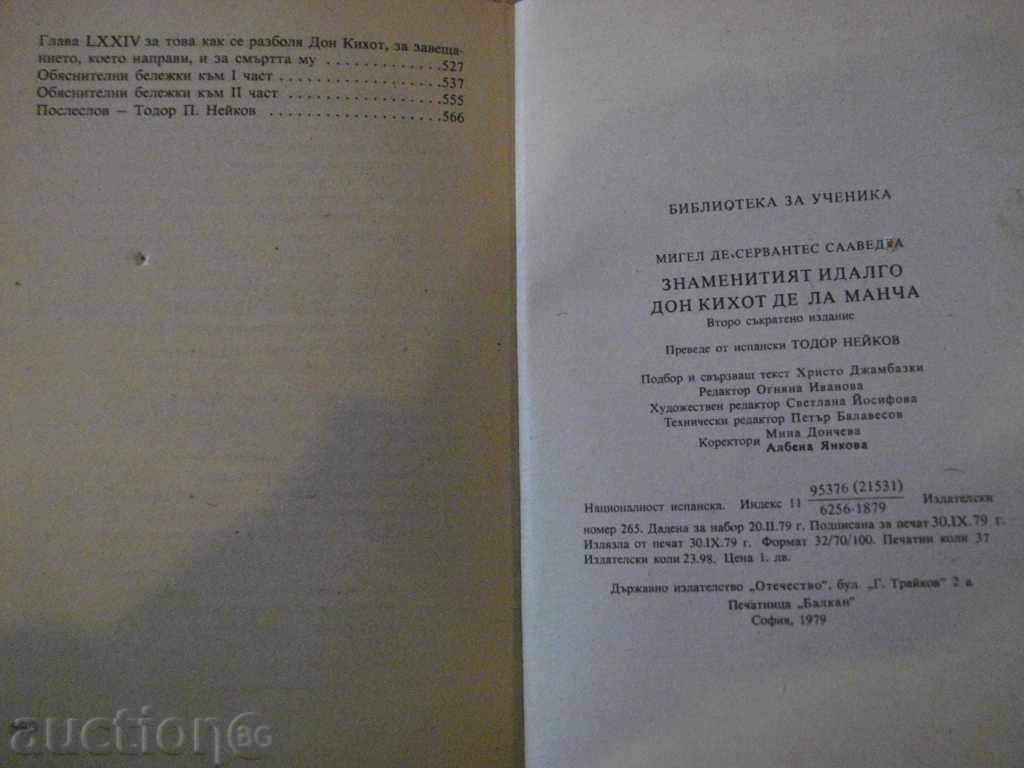 Глава LXXIV за това как се разболя Дон Кихот, за завеща-
нието, което направи, и за смъртта му . . . . . . . . . . . .527
Обяснителни бележки към I част . . . . . . . . . . . . . . . . .537
Обяснителни бележки към II част . . . . . . . . . . . . . . . .555
Послеслов — Тодор П. Нейков . . . . . . . . . . . . . . . . . .566
БИБЛИОТЕКА ЗА УЧЕНИКА
МИГЕЛ ДЕ СЕРВАНТЕС СААВЕДРА
ЗНАМЕНИТИЯТ ИДАЛГО
ДОН КИХОТ ДЕ ЛА МАНЧА
Второ съкратено издание
Преведе от испански ТОДОР НЕЙКОВ
Подбор и свързващ текст Христо Джамбазки
Редактор Огняна Иванова
Художествен редактор Светлана Йосифова
Технически редактор Петър Балавесов
Коректори Мина Дончева
Албена Янкова
Националност испанска. Индекс 11 95376 (21531)/6256-1879 Издателски
номер 265. Дадена за набор 20.II.79 г. Подписана за печат 30.IX.79 г.
Излязла от печат 30.IX.79 г. Формат 32/70/100. Печатни коли 37
Издателски коли 23.98. Цена 1. лв.
Държавно издателство „Отечество", бул. „Г. Трайков" 2 а
Печатница „Балкан"
София, 1979
auctionBG